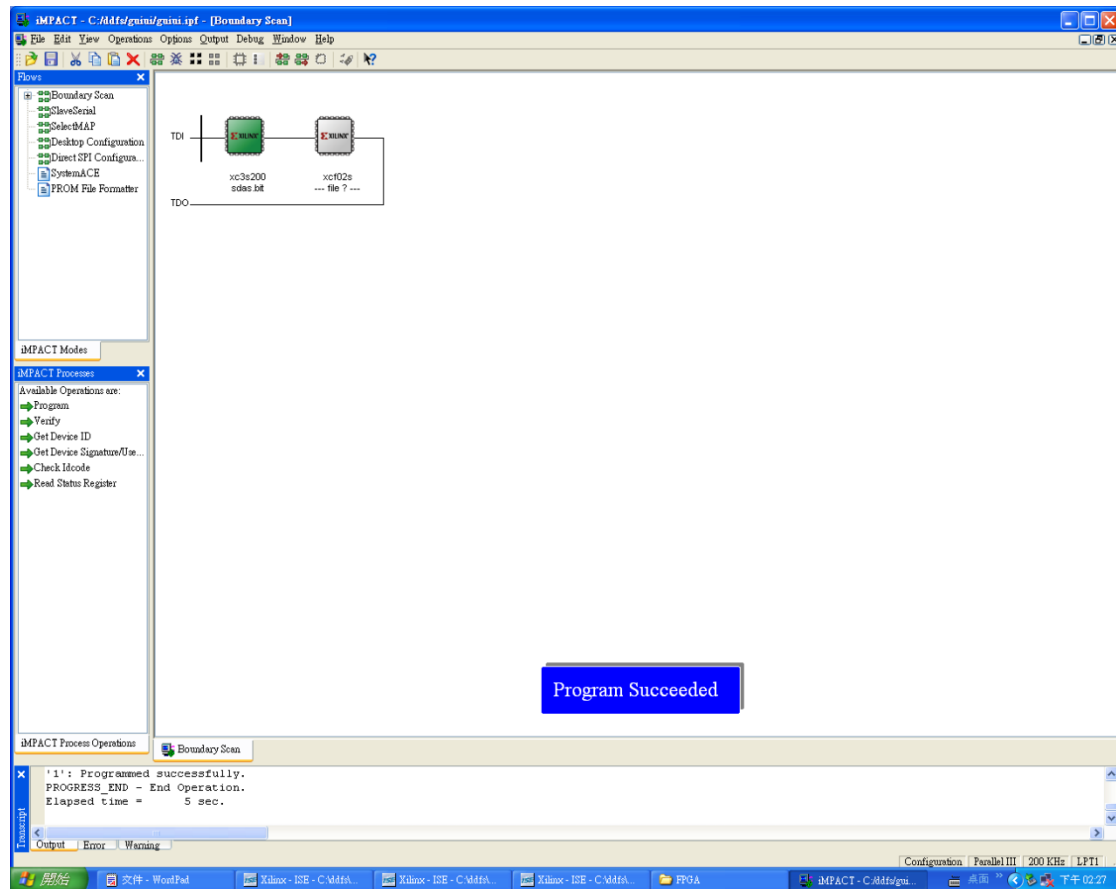 iMPACT - C:/ddfs/guini/guini.ipf - [Boundary Scan]
File Edit View Operations Options Output Debug Window Help
Flows
Boundary Scan
SlaveSerial
SelectMAP
Desktop Configuration
Direct SPI Configura...
SystemACE
PROM File Formatter
TDI
XILINX
XILINX
xc3s200
sdas.bit
xcf02s
--- file ? ---
TDO
iMPACT Modes
iMPACT Processes
Available Operations are:
Program
Verify
Get Device ID
Get Device Signature/Use...
Check Idcode
Read Status Register
Program Succeeded
iMPACT Process Operations
Boundary Scan
'1': Programmed successfully.
PROGRESS_END - End Operation.
Elapsed time = 5 sec.
Transcript
Output Error Warning
Configuration Parallel III 200 KHz LPT1
開始 文件 - WordPad Xilinx - ISE - C:\ddfs\... Xilinx - ISE - C:\ddfs\... Xilinx - ISE - C:\ddfs\... FPGA iMPACT - C:/ddfs/gui... 桌面 » 下午 02:27